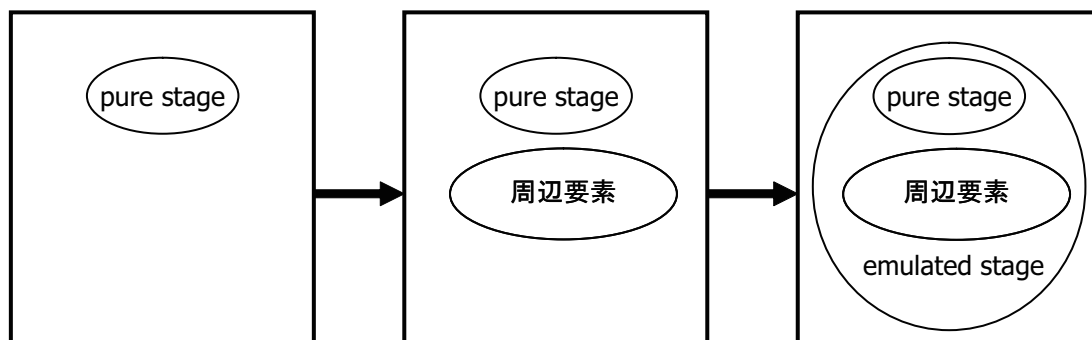 pure stage
pure stage
周辺要素
pure stage
周辺要素
emulated stage